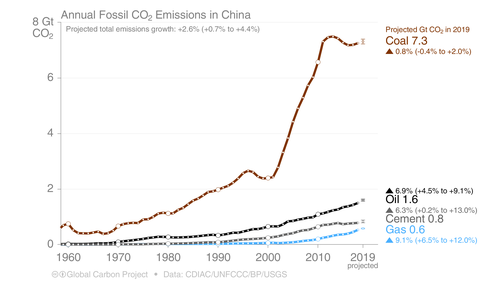 Annual Fossil CO₂ Emissions in China
Projected total emissions growth: +2.6% (+0.7% to +4.4%)
8 Gt
CO₂
6
4
2
0
1960
1970
1980
1990
2000
2010
2019
projected
Projected Gt CO₂ in 2019
Coal 7.3
▲ 0.8% (-0.4% to +2.0%)
▲ 6.9% (+4.5% to +9.1%)
Oil 1.6
▲ 6.3% (+0.2% to +13.0%)
Cement 0.8
Gas 0.6
▲ 9.1% (+6.5% to +12.0%)
Global Carbon Project • Data: CDIAC/UNFCCC/BP/USGS